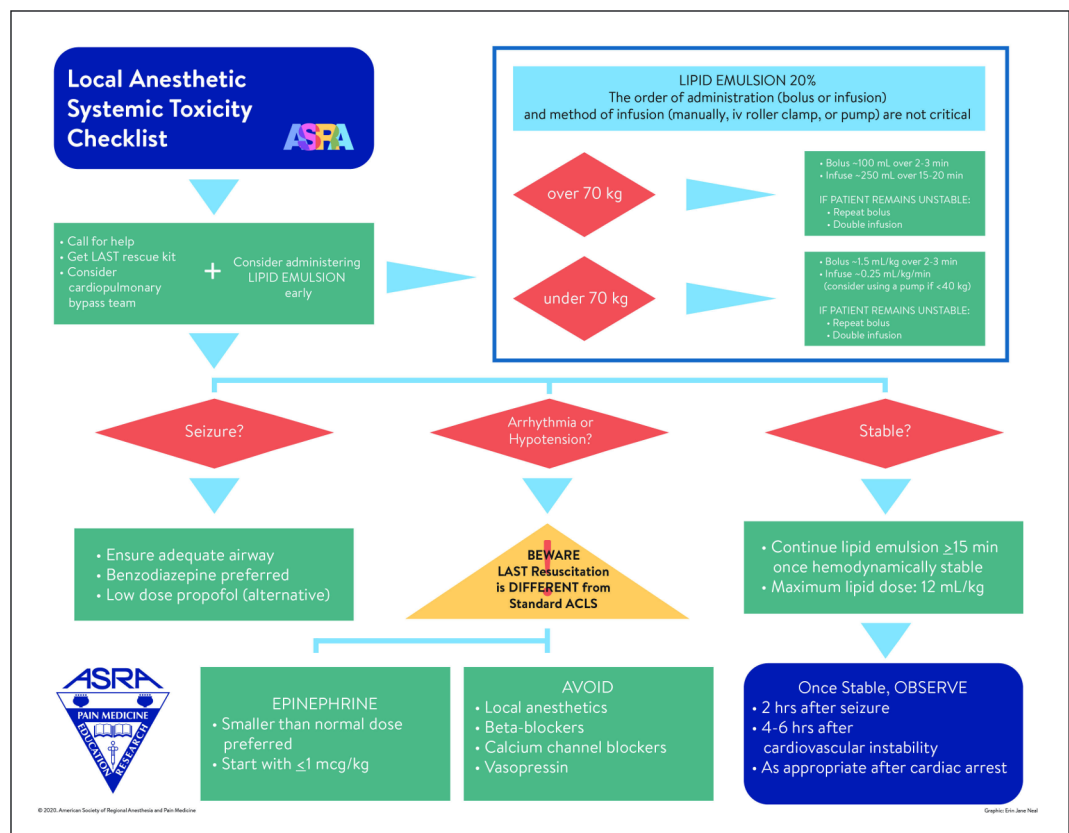 Local Anesthetic
Systemic Toxicity
Checklist
ASRA
LIPID EMULSION 20%
The order of administration (bolus or infusion)
and method of infusion (manually, iv roller clamp, or pump) are not critical
over 70 kg
• Bolus ~100 mL over 2-3 min
• Infuse ~250 mL over 15-20 min
IF PATIENT REMAINS UNSTABLE:
• Repeat bolus
• Double infusion
under 70 kg
• Bolus ~1.5 mL/kg over 2-3 min
• Infuse ~0.25 mL/kg/min
(consider using a pump if <40 kg)
IF PATIENT REMAINS UNSTABLE:
• Repeat bolus
• Double infusion
• Call for help
• Get LAST rescue kit
• Consider
cardiopulmonary
bypass team
+
Consider administering
LIPID EMULSION
early
Seizure?
Arrhythmia or
Hypotension?
Stable?
• Ensure adequate airway
• Benzodiazepine preferred
• Low dose propofol (alternative)
!
BEWARE
LAST Resuscitation
is DIFFERENT from
Standard ACLS
• Continue lipid emulsion ≥15 min
once hemodynamically stable
• Maximum lipid dose: 12 mL/kg
ASRA
PAIN MEDICINE
EDUCATION
RESEARCH
EPINEPHRINE
• Smaller than normal dose
preferred
• Start with ≤1 mcg/kg
AVOID
• Local anesthetics
• Beta-blockers
• Calcium channel blockers
• Vasopressin
Once Stable, OBSERVE
• 2 hrs after seizure
• 4-6 hrs after
cardiovascular instability
• As appropriate after cardiac arrest
© 2020, American Society of Regional Anesthesia and Pain Medicine
Graphic: Erin Jane Neal